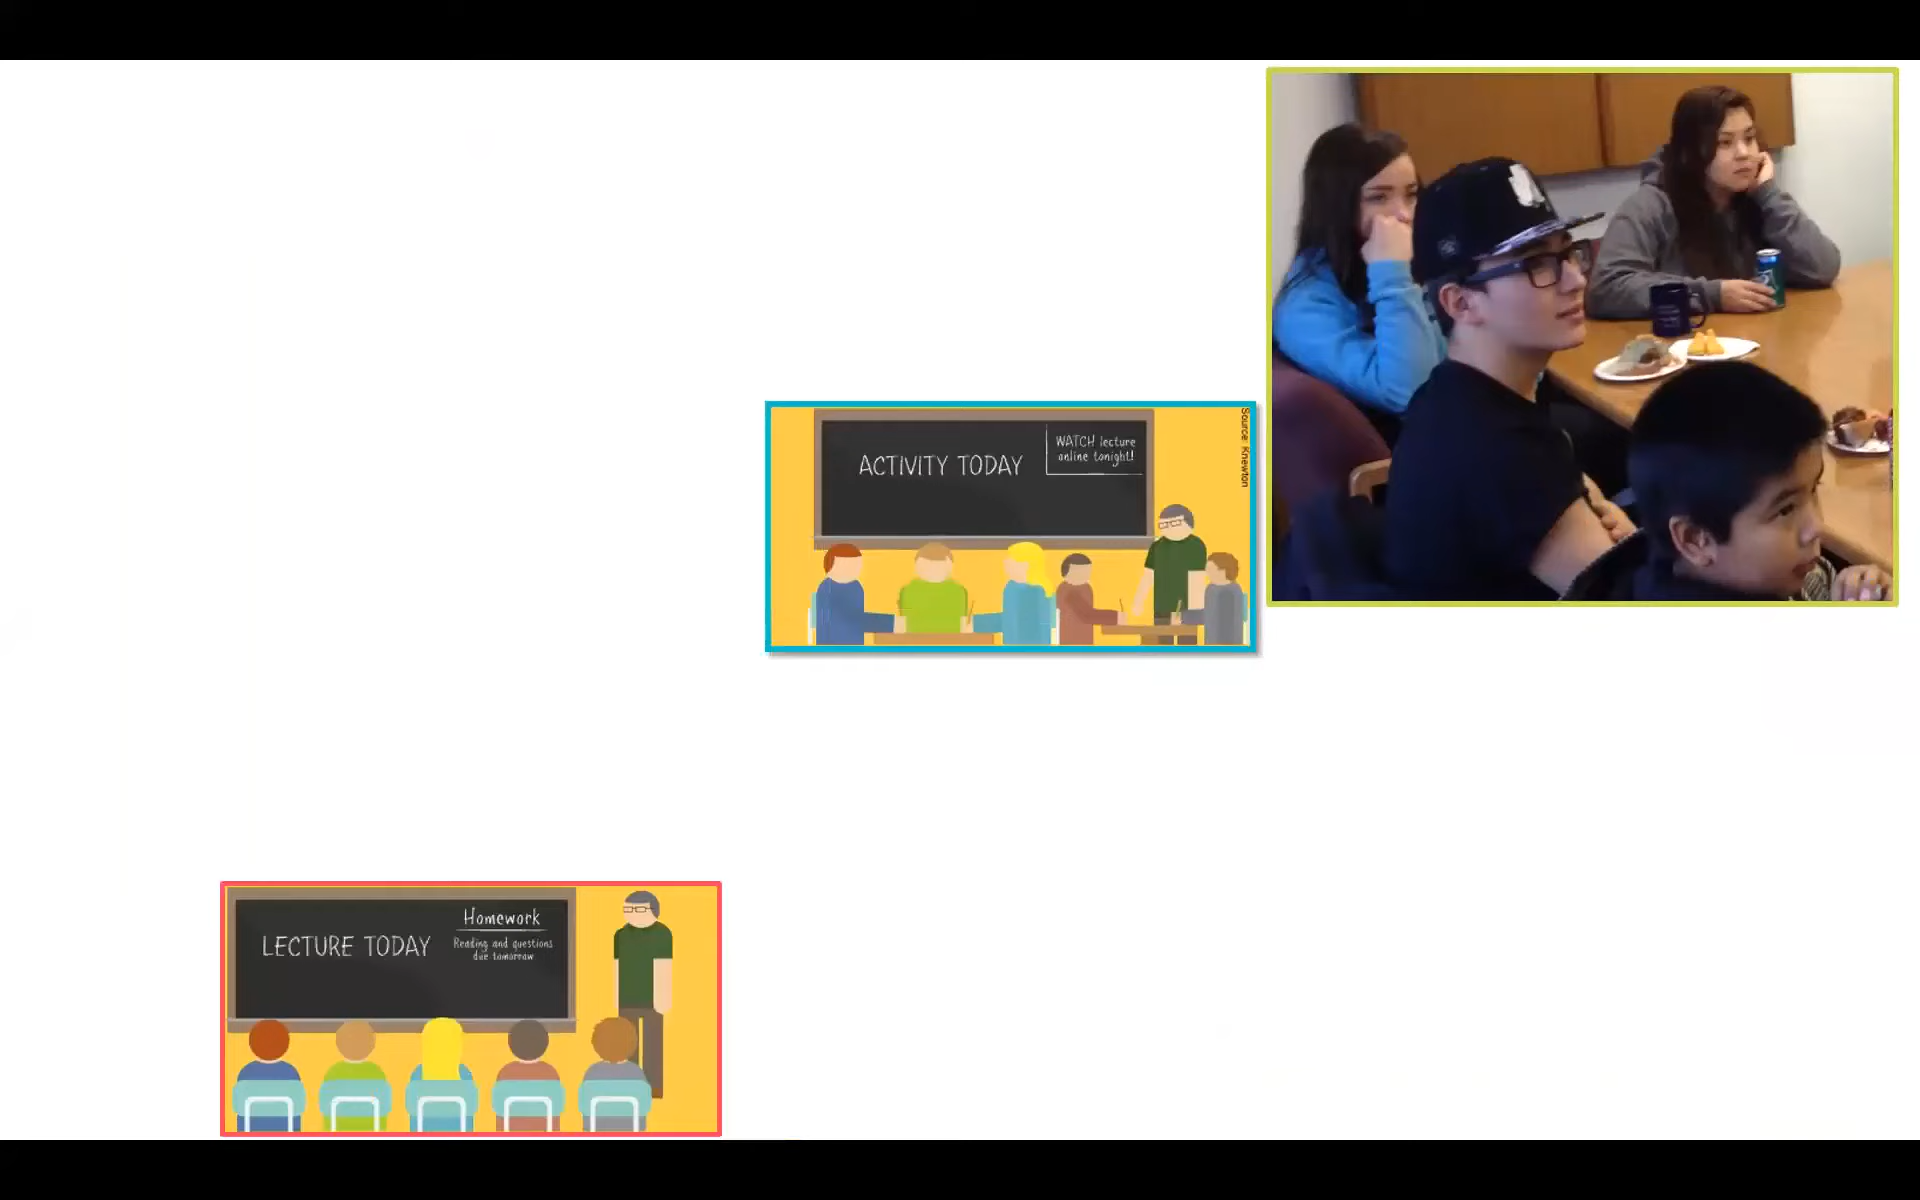 ACTIVITY TODAY
WATCH lecture
online tonight!
Source: Knewton
LECTURE TODAY
Homework
Reading and questions
due tomorrow